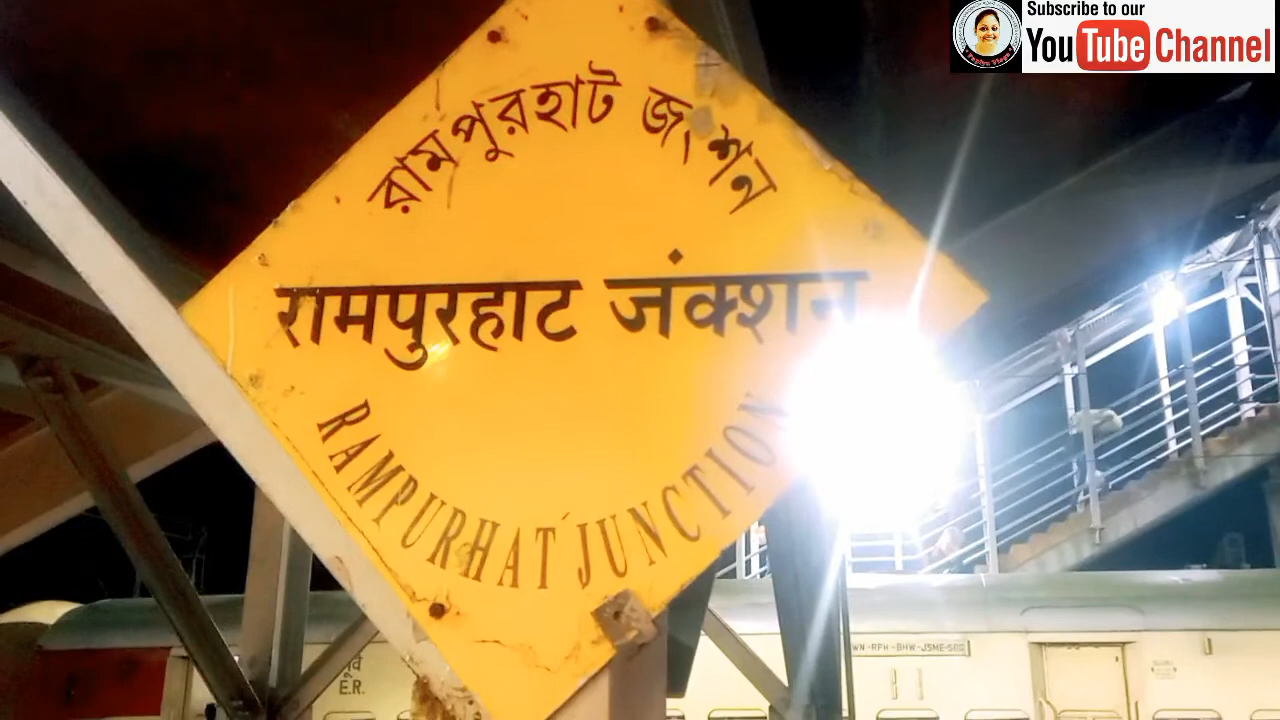 Subscribe to our
YouTube Channel
রামপুরহাট জংশন
रामपुरहाट जंक्शन
RAMPURHAT JUNCTION
E.R.